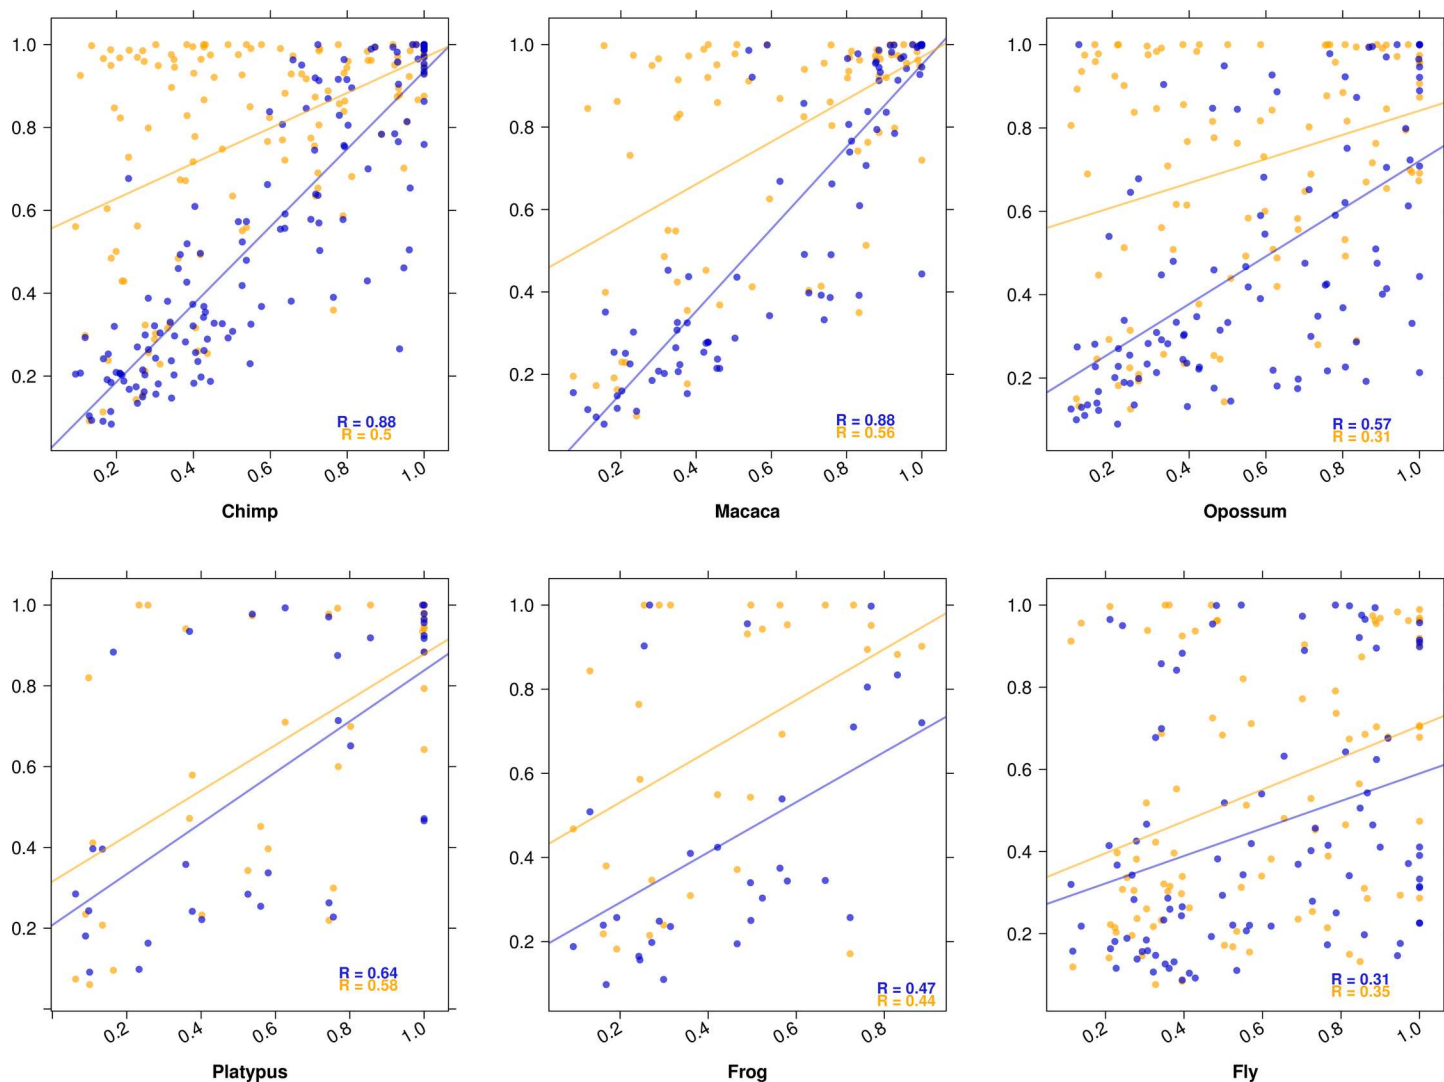 1.0
0.8
0.6
0.4
0.2
R = 0.88
R = 0.5
0.2 0.4 0.6 0.8 1.0
Chimp
1.0
0.8
0.6
0.4
0.2
R = 0.88
R = 0.56
0.2 0.4 0.6 0.8 1.0
Macaca
1.0
0.8
0.6
0.4
0.2
R = 0.57
R = 0.31
0.2 0.4 0.6 0.8 1.0
Opossum
1.0
0.8
0.6
0.4
0.2
R = 0.64
R = 0.58
0.2 0.4 0.6 0.8 1.0
Platypus
1.0
0.8
0.6
0.4
0.2
R = 0.47
R = 0.44
0.2 0.4 0.6 0.8
Frog
1.0
0.8
0.6
0.4
0.2
R = 0.31
R = 0.35
0.2 0.4 0.6 0.8 1.0
Fly